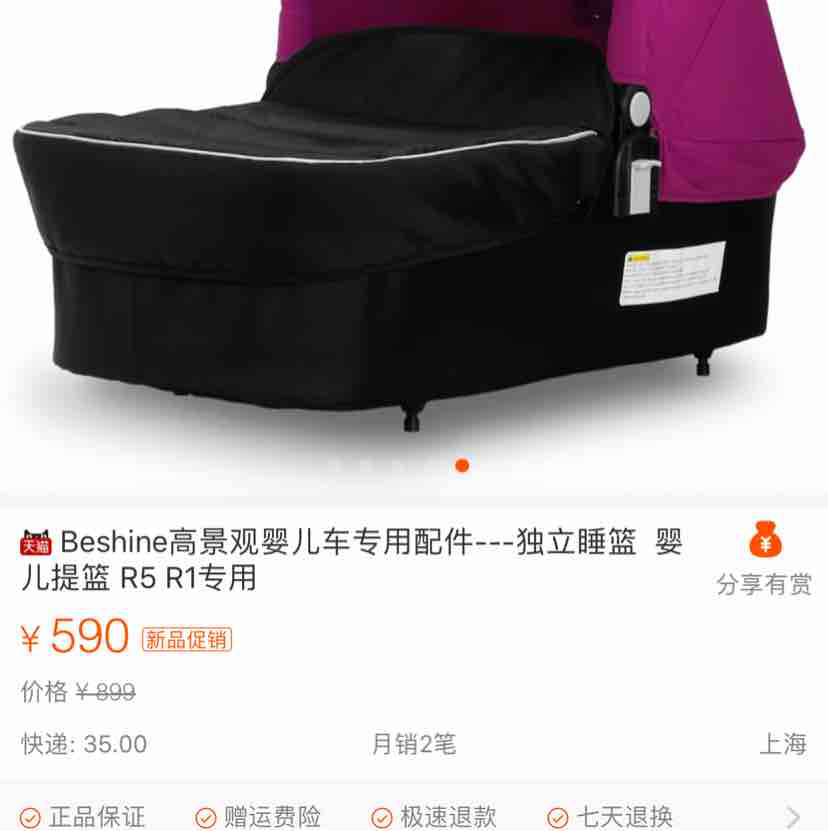 天猫 Beshine高景观婴儿车专用配件---独立睡篮 婴
儿提篮 R5 R1专用
分享有赏
¥ 590 新品促销
价格 ¥ 899
快递: 35.00 月销2笔 上海
正品保证 赠运费险 极速退款 七天退换